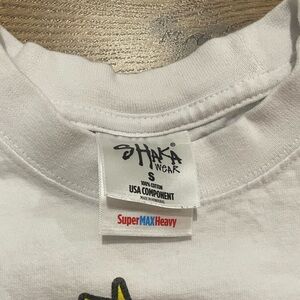 SHAKA
WEAR
S
100% COTTON
USA COMPONENT
SuperMAXHeavy